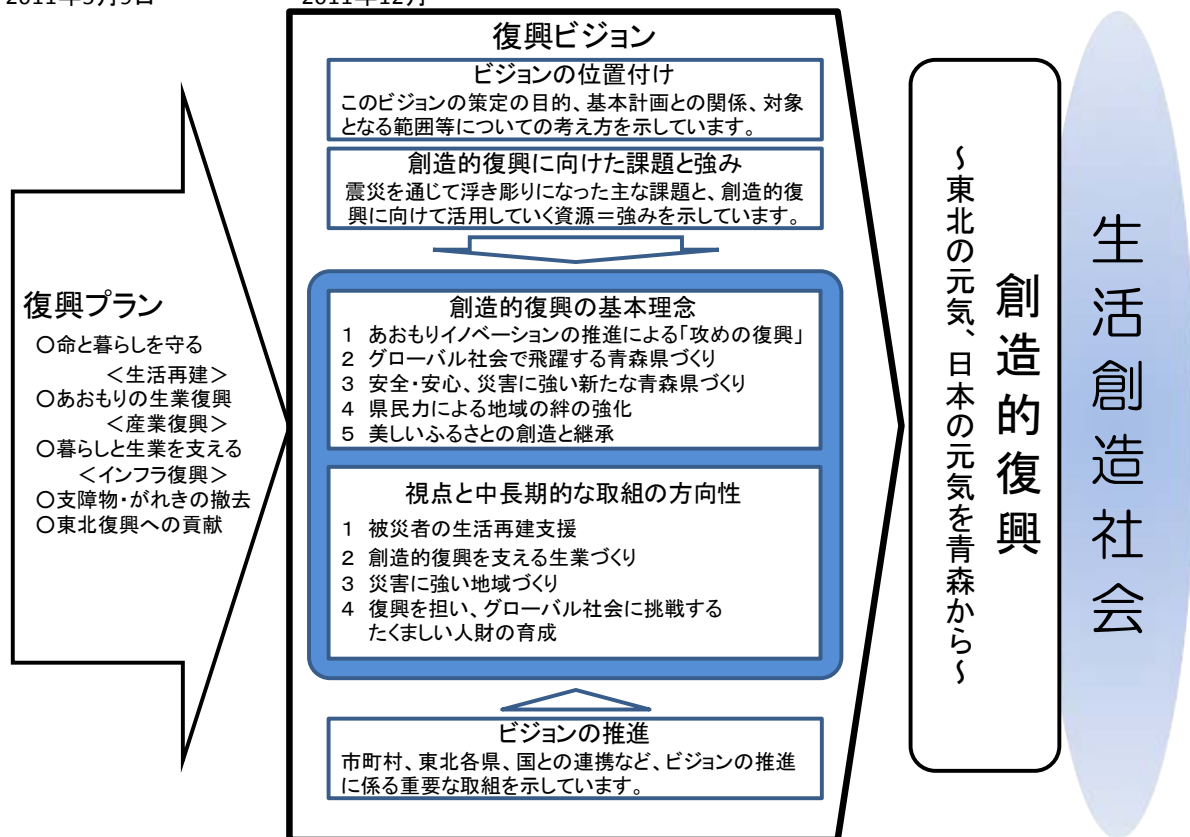 2011年5月9日
2011年12月
復興プラン
〇命と暮らしを守る
＜生活再建＞
〇あおもりの生業復興
＜産業復興＞
〇暮らしと生業を支える
＜インフラ復興＞
〇支障物・がれきの撤去
〇東北復興への貢献
復興ビジョン
ビジョンの位置付け
このビジョンの策定の目的、基本計画との関係、対象
となる範囲等についての考え方を示しています。
創造的復興に向けた課題と強み
震災を通じて浮き彫りになった主な課題と、創造的復
興に向けて活用していく資源＝強みを示しています。
創造的復興の基本理念
１ あおもりイノベーションの推進による「攻めの復興」
２ グローバル社会で飛躍する青森県づくり
３ 安全・安心、災害に強い新たな青森県づくり
４ 県民力による地域の絆の強化
５ 美しいふるさとの創造と継承
視点と中長期的な取組の方向性
１ 被災者の生活再建支援
２ 創造的復興を支える生業づくり
３ 災害に強い地域づくり
４ 復興を担い、グローバル社会に挑戦する
たくましい人財の育成
ビジョンの推進
市町村、東北各県、国との連携など、ビジョンの推進
に係る重要な取組を示しています。
創造的復興
～東北の元気、日本の元気を青森から～
生活創造社会